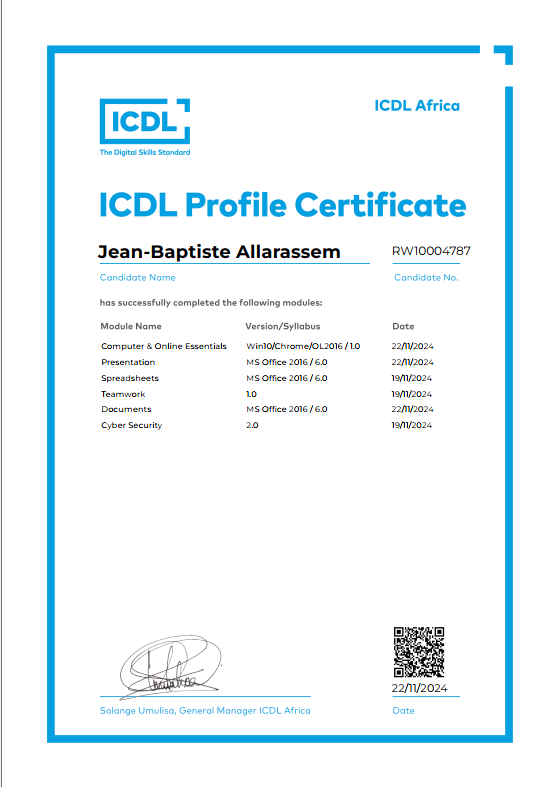 ICDL
The Digital Skills Standard
ICDL Africa
ICDL Profile Certificate
Jean-Baptiste Allarassem RW10004787
Candidate Name Candidate No.
has successfully completed the following modules:
Module Name Version/Syllabus Date
Computer & Online Essentials Win10/Chrome/OL2016 / 1.0 22/11/2024
Presentation MS Office 2016 / 6.0 22/11/2024
Spreadsheets MS Office 2016 / 6.0 19/11/2024
Teamwork 1.0 19/11/2024
Documents MS Office 2016 / 6.0 22/11/2024
Cyber Security 2.0 19/11/2024
22/11/2024
Solange Umulisa, General Manager ICDL Africa Date